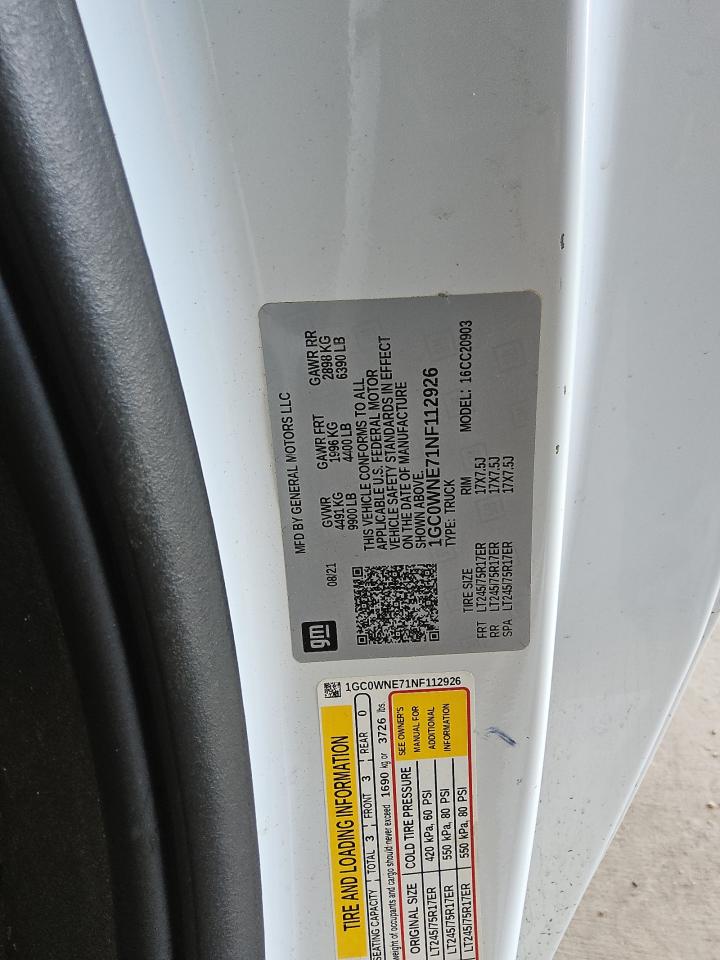 gm
MFD BY GENERAL MOTORS LLC
08/21
GVWR GAWR FRT GAWR RR
4491 KG 1996 KG 2898 KG
9900 LB 4400 LB 6390 LB
THIS VEHICLE CONFORMS TO ALL
APPLICABLE U.S. FEDERAL MOTOR
VEHICLE SAFETY STANDARDS IN EFFECT
ON THE DATE OF MANUFACTURE
SHOWN ABOVE.
1GC0WNE71NF112926
TYPE: TRUCK MODEL: 16CC20903
TIRE SIZE RIM
FRT LT245/75R17ER 17X7.5J
RR LT245/75R17ER 17X7.5J
SPA LT245/75R17ER 17X7.5J
1GC0WNE71NF112926
TIRE AND LOADING INFORMATION
SEATING CAPACITY TOTAL 3 FRONT 3 REAR 0
weight of occupants and cargo should never exceed 1690 kg or 3726 lbs.
ORIGINAL SIZE COLD TIRE PRESSURE
LT245/75R17ER 420 kPa, 60 PSI
LT245/75R17ER 550 kPa, 80 PSI
LT245/75R17ER 550 kPa, 80 PSI
SEE OWNER'S
MANUAL FOR
ADDITIONAL
INFORMATION